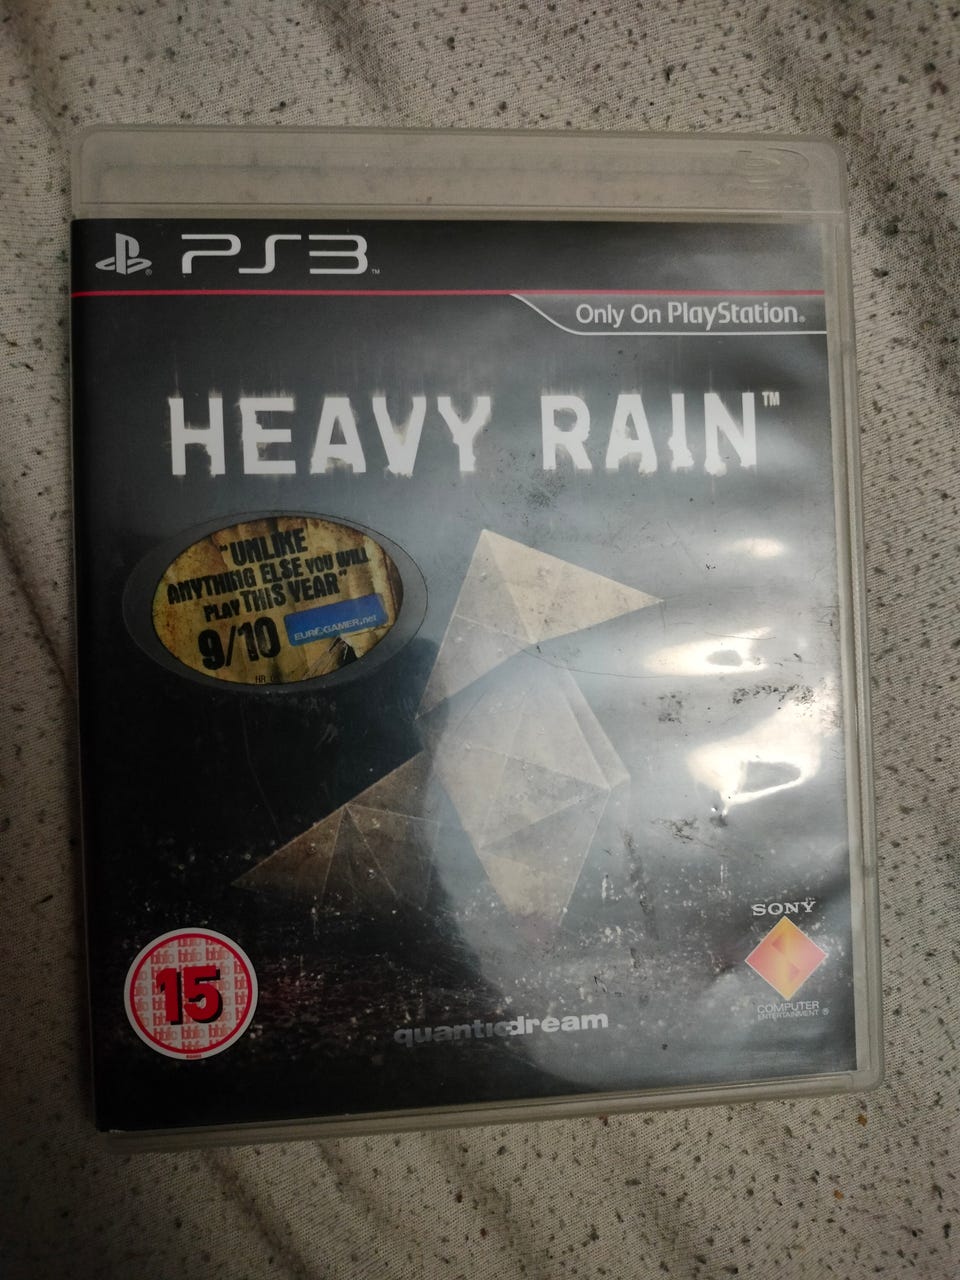 PS3™
Only On PlayStation®
HEAVY RAIN™
"UNLIKE
ANYTHING ELSE YOU WILL
PLAY THIS YEAR"
9/10
EUROGAMER.net
SONY
15
COMPUTER
ENTERTAINMENT®
quanticdream